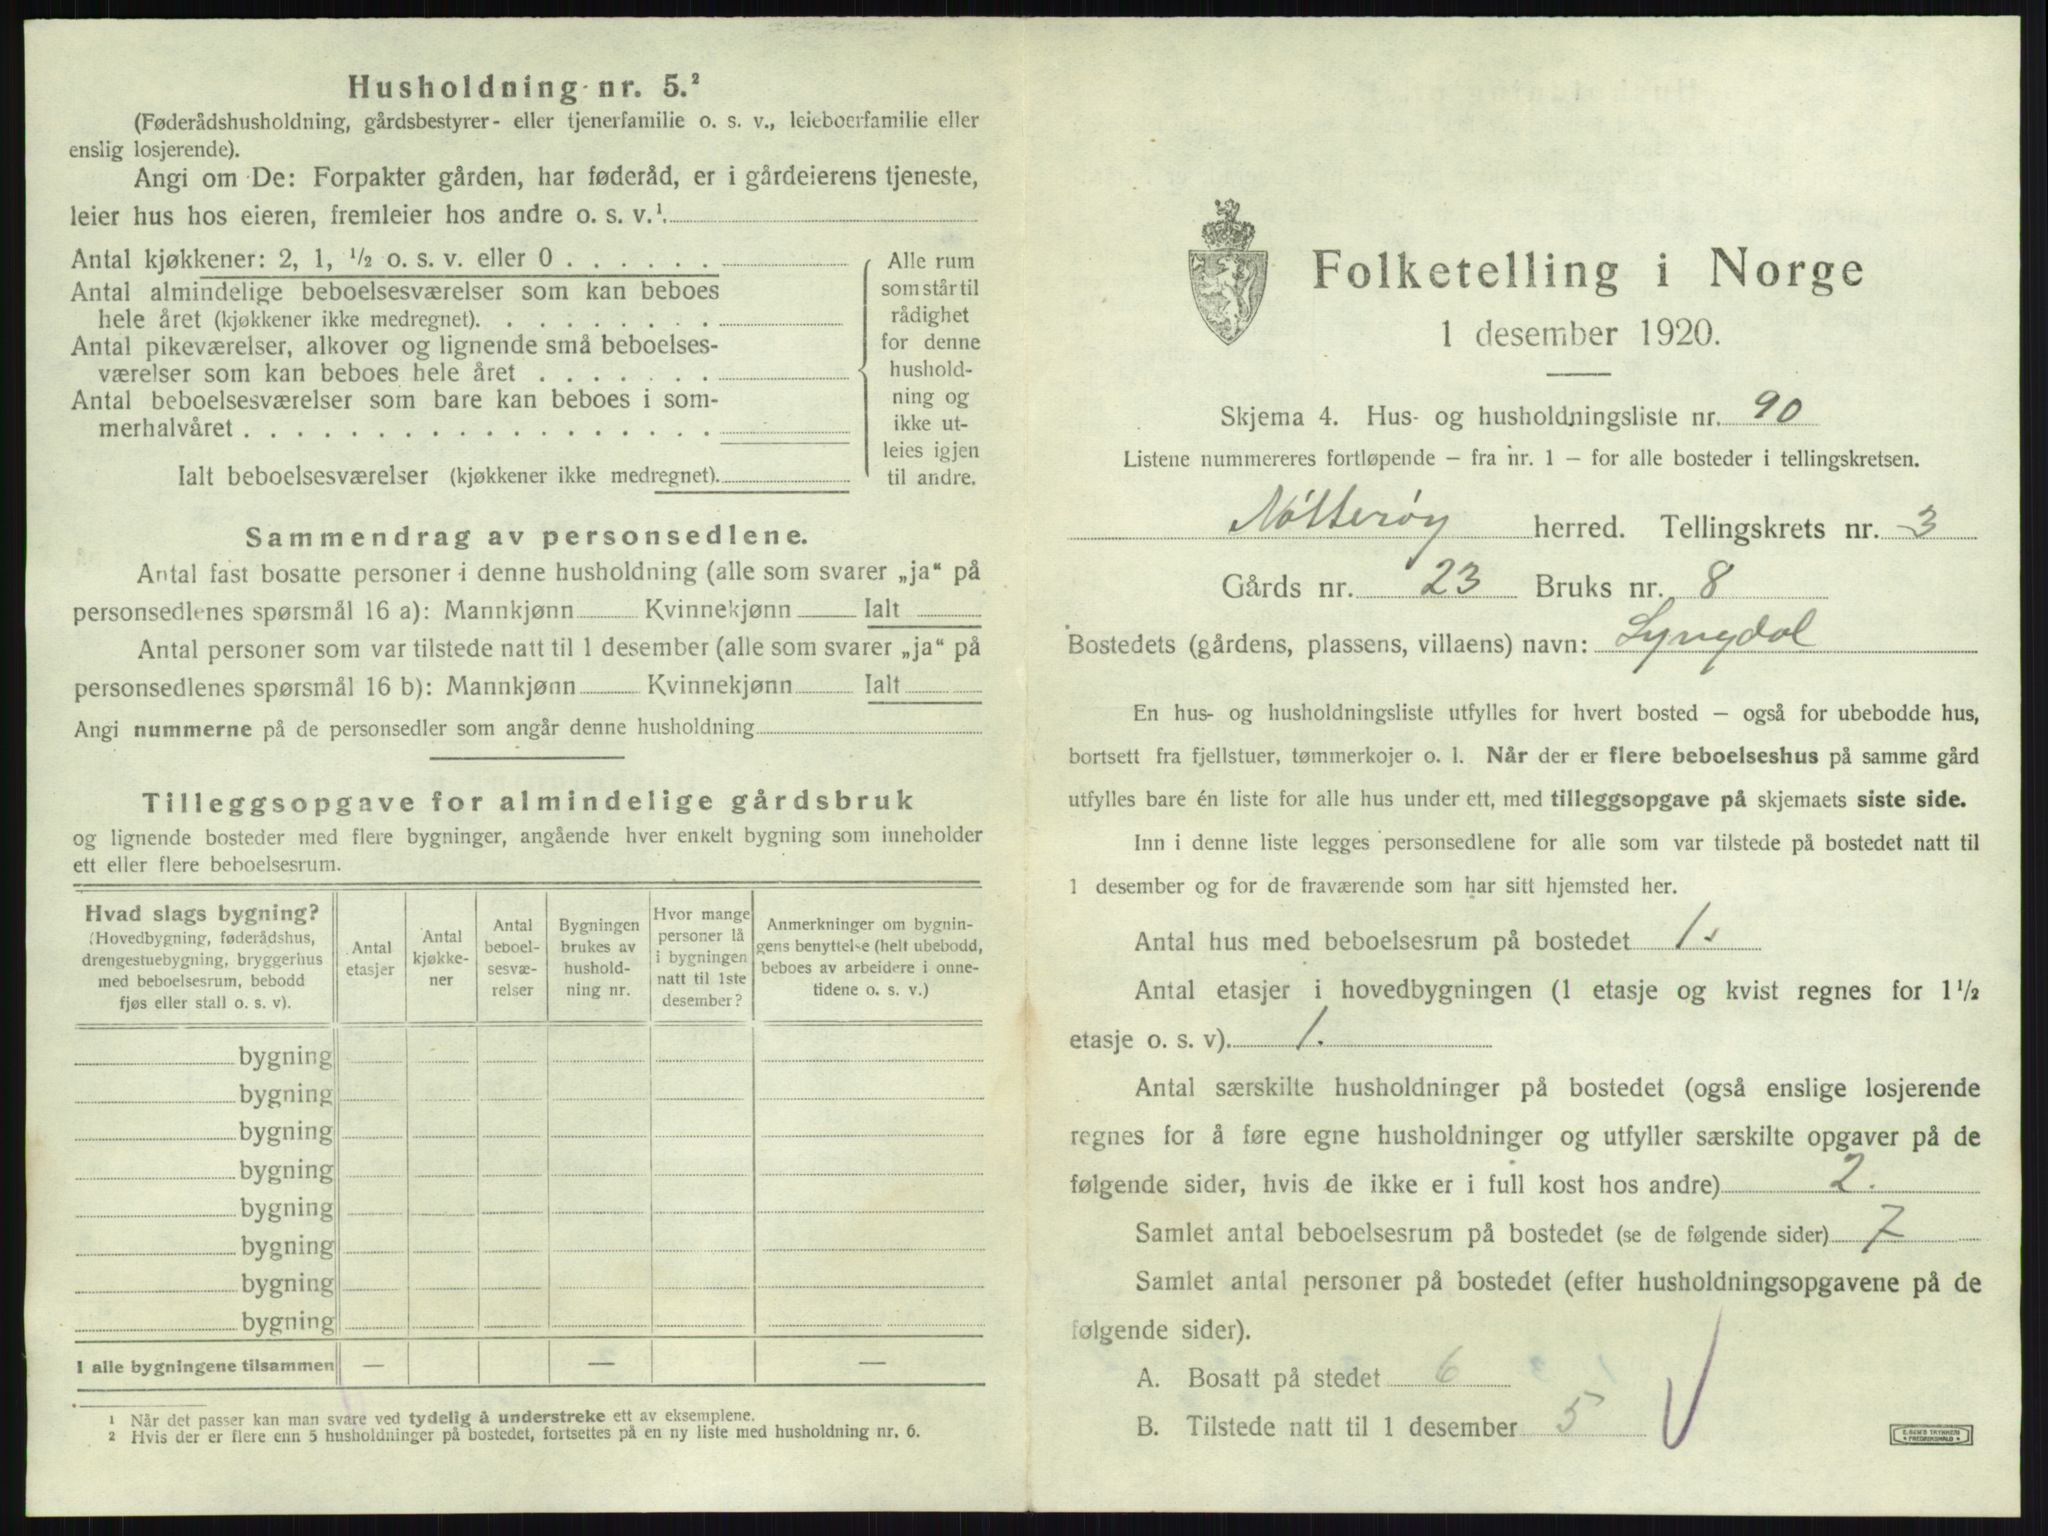 Husholdning nr. 5.²
(Føderådshusholdning, gårdsbestyrer- eller tjenerfamilie o. s. v., leieboerfamilie eller
enslig losjerende).
Angi om De: Forpakter gården, har føderåd, er i gårdeierens tjeneste,
leier hus hos eieren, fremleier hos andre o. s. v.¹
Antal kjøkkener: 2, 1, ½ o. s. v. eller 0 . . . . . .
Antal almindelige beboelsesværelser som kan beboes
hele året (kjøkkener ikke medregnet). . . . . . . . .
Antal pikeværelser, alkover og lignende små beboelses-
værelser som kan beboes hele året . . . . . . .
Antal beboelsesværelser som bare kan beboes i som-
merhalvåret . . . . . . . . . . . . . . . . . .
Ialt beboelsesværelser (kjøkkener ikke medregnet).
Alle rum
som står til
rådighet
for denne
hushold-
ning og
ikke ut-
leies igjen
til andre.
Sammendrag av personsedlene.
Antal fast bosatte personer i denne husholdning (alle som svarer „ja“ på
personsedlenes spørsmål 16 a): Mannkjønn Kvinnekjønn Ialt
Antal personer som var tilstede natt til 1 desember (alle som svarer „ja“ på
personsedlenes spørsmål 16 b): Mannkjønn Kvinnekjønn Ialt
Angi nummerne på de personsedler som angår denne husholdning
Tilleggsopgave for almindelige gårdsbruk
og lignende bosteder med flere bygninger, angående hver enkelt bygning som inneholder
ett eller flere beboelsesrum.
Hvad slags bygning?
(Hovedbygning, føderådshus,
drengestuebygning, bryggerhus
med beboelsesrum, bebodd
fjøs eller stall o. s. v).
Antal
etasjer
Antal
kjøkke-
ner
Antal
beboel-
sesvæ-
relser
Bygningen
brukes av
hushold-
ning nr.
Hvor mange
personer lå
i bygningen
natt til 1ste
desember?
Anmerkninger om bygnin-
gens benyttelse (helt ubebodd,
beboes av arbeidere i onne-
tidene o. s. v.)
bygning
bygning
bygning
bygning
bygning
bygning
bygning
bygning
I alle bygningene tilsammen — — —
¹ Når det passer kan man svare ved tydelig å understreke ett av eksemplene.
² Hvis der er flere enn 5 husholdninger på bostedet, fortsettes på en ny liste med husholdning nr. 6.
Folketelling i Norge
1 desember 1920.
Skjema 4. Hus- og husholdningsliste nr. 90
Listene nummereres fortløpende – fra nr. 1 – for alle bosteder i tellingskretsen.
Nøtterøy herred. Tellingskrets nr. 3
Gårds nr. 23 Bruks nr. 8
Bostedets (gårdens, plassens, villaens) navn: Lyngdal
En hus- og husholdningsliste utfylles for hvert bosted – også for ubebodde hus,
bortsett fra fjellstuer, tømmerkojer o. l. Når der er flere beboelseshus på samme gård
utfylles bare én liste for alle hus under ett, med tilleggsopgave på skjemaets siste side.
Inn i denne liste legges personsedlene for alle som var tilstede på bostedet natt til
1 desember og for de fraværende som har sitt hjemsted her.
Antal hus med beboelsesrum på bostedet 1.
Antal etasjer i hovedbygningen (1 etasje og kvist regnes for 1½
etasje o. s. v). 1.
Antal særskilte husholdninger på bostedet (også enslige losjerende
regnes for å føre egne husholdninger og utfyller særskilte opgaver på de
følgende sider, hvis de ikke er i full kost hos andre) 2.
Samlet antal beboelsesrum på bostedet (se de følgende sider) 7
Samlet antal personer på bostedet (efter husholdningsopgavene på de
følgende sider).
A. Bosatt på stedet 6
B. Tilstede natt til 1 desember 5